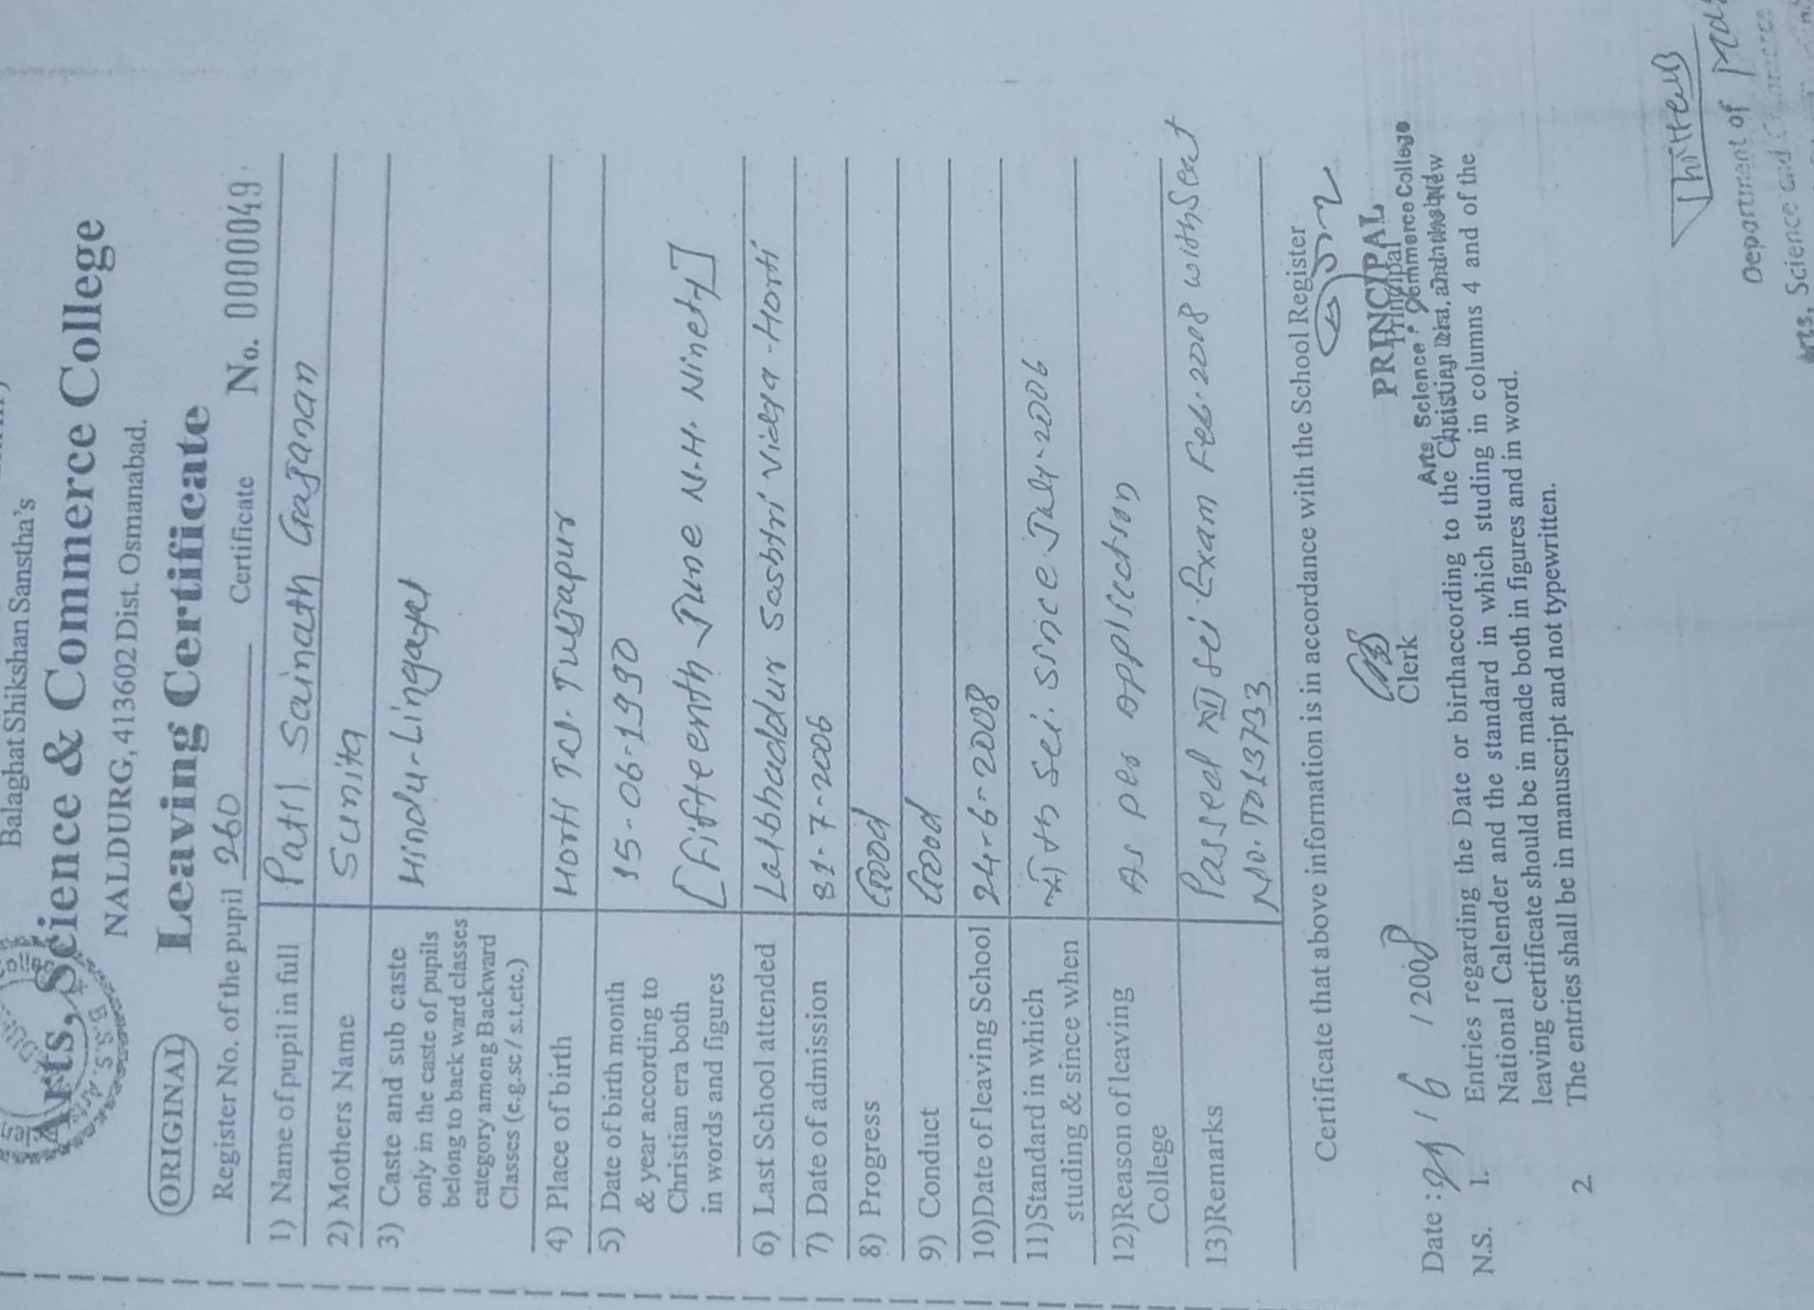 Balaghat Shikshan Sanstha's
Arts, Science & Commerce College
NALDURG, 413602 Dist. Osmanabad.
ORIGINAL
Leaving Certificate
Register No. of the pupil 260 Certificate No. 0000049
1) Name of pupil in full Patil Sainath Gajanan
2) Mothers Name Sunita
3) Caste and sub caste Hindu-Lingayat
only in the caste of pupils
belong to back ward classes
category among Backward
Classes (e.g.sc / s.t.etc.)
4) Place of birth Horti Tal. Tuljapur
5) Date of birth month 15-06-1990
& year according to
Christian era both
in words and figures [Fifteenth June N.H. Ninety]
6) Last School attended Lalbhaddur Sashtri Vidya-Horti
7) Date of admission 31-7-2006
8) Progress Good
9) Conduct Good
10)Date of leaving School 24-6-2008
11)Standard in which XIth Sci. Since July-2006
studing & since when
12)Reason of leaving As per application
College
13)Remarks Passed XII Sci. Exam Feb-2008 with Seat
No. T013733
Certificate that above information is in accordance with the School Register
Clerk
PRINCIPAL
Principal
Arts Science & Commerce College
Date : 24/6/2008
N.S. 1. Entries regarding the Date or birthaccording to the Christian and the New
National Calender and the standard in which studing in columns 4 and of the
leaving certificate should be in made both in figures and in word.
2 The entries shall be in manuscript and not typewritten.
Department of
Arts, Science and Commerce